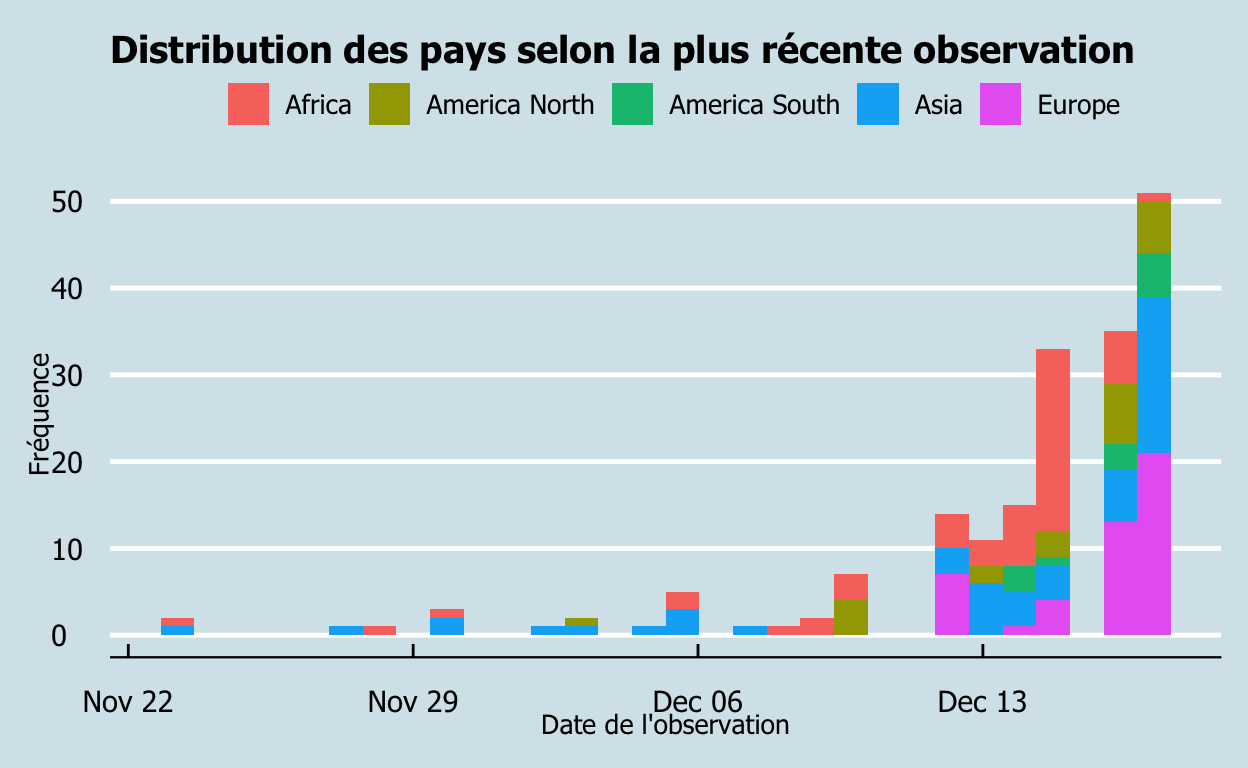 Distribution des pays selon la plus récente observation
Africa America North America South Asia Europe
Fréquence
50
40
30
20
10
0
Nov 22 Nov 29 Dec 06 Dec 13
Date de l'observation